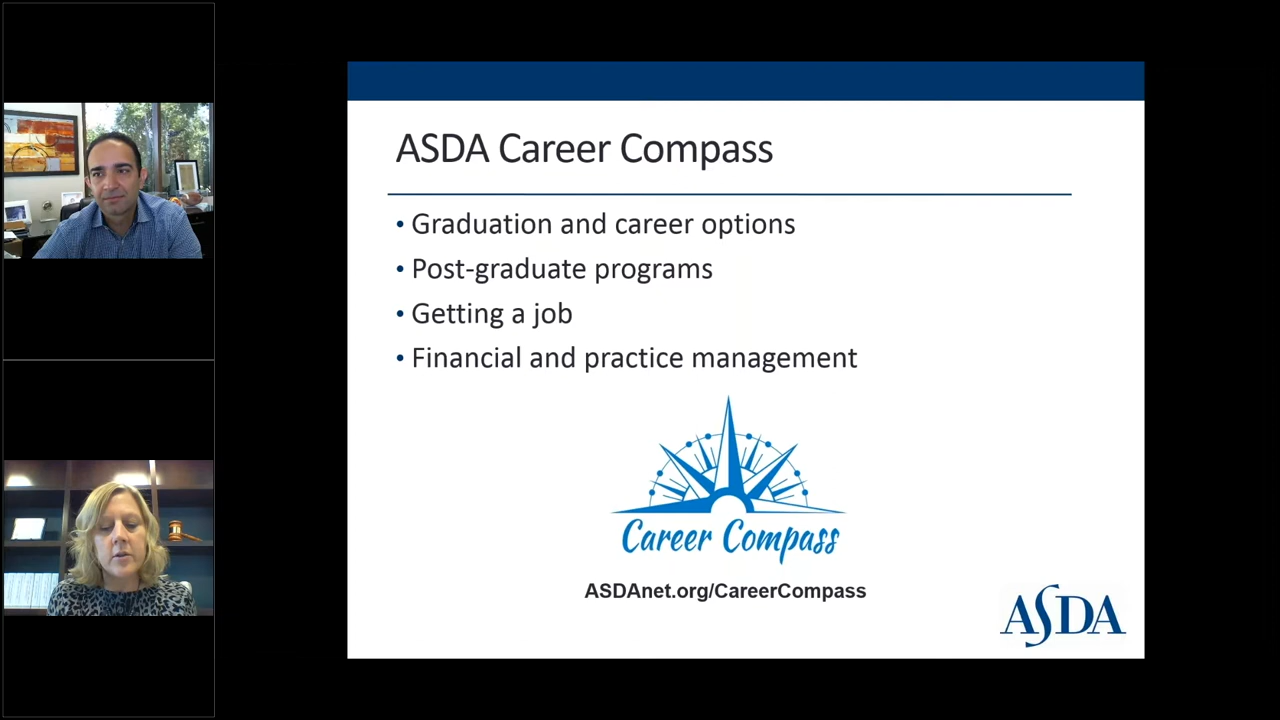 ASDA Career Compass
• Graduation and career options
• Post-graduate programs
• Getting a job
• Financial and practice management
Career Compass
ASDAnet.org/CareerCompass
ASDA